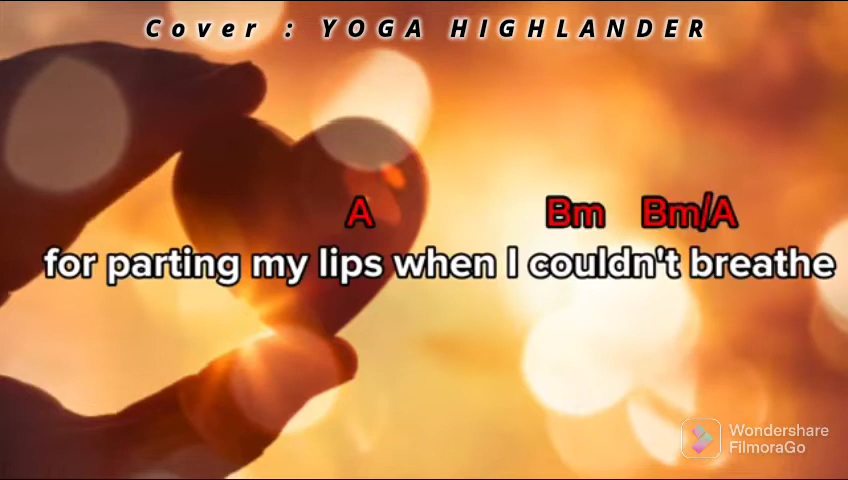 Cover : YOGA HIGHLANDER
A Bm Bm/A
for parting my lips when I couldn't breathe
Wondershare
FilmoraGo